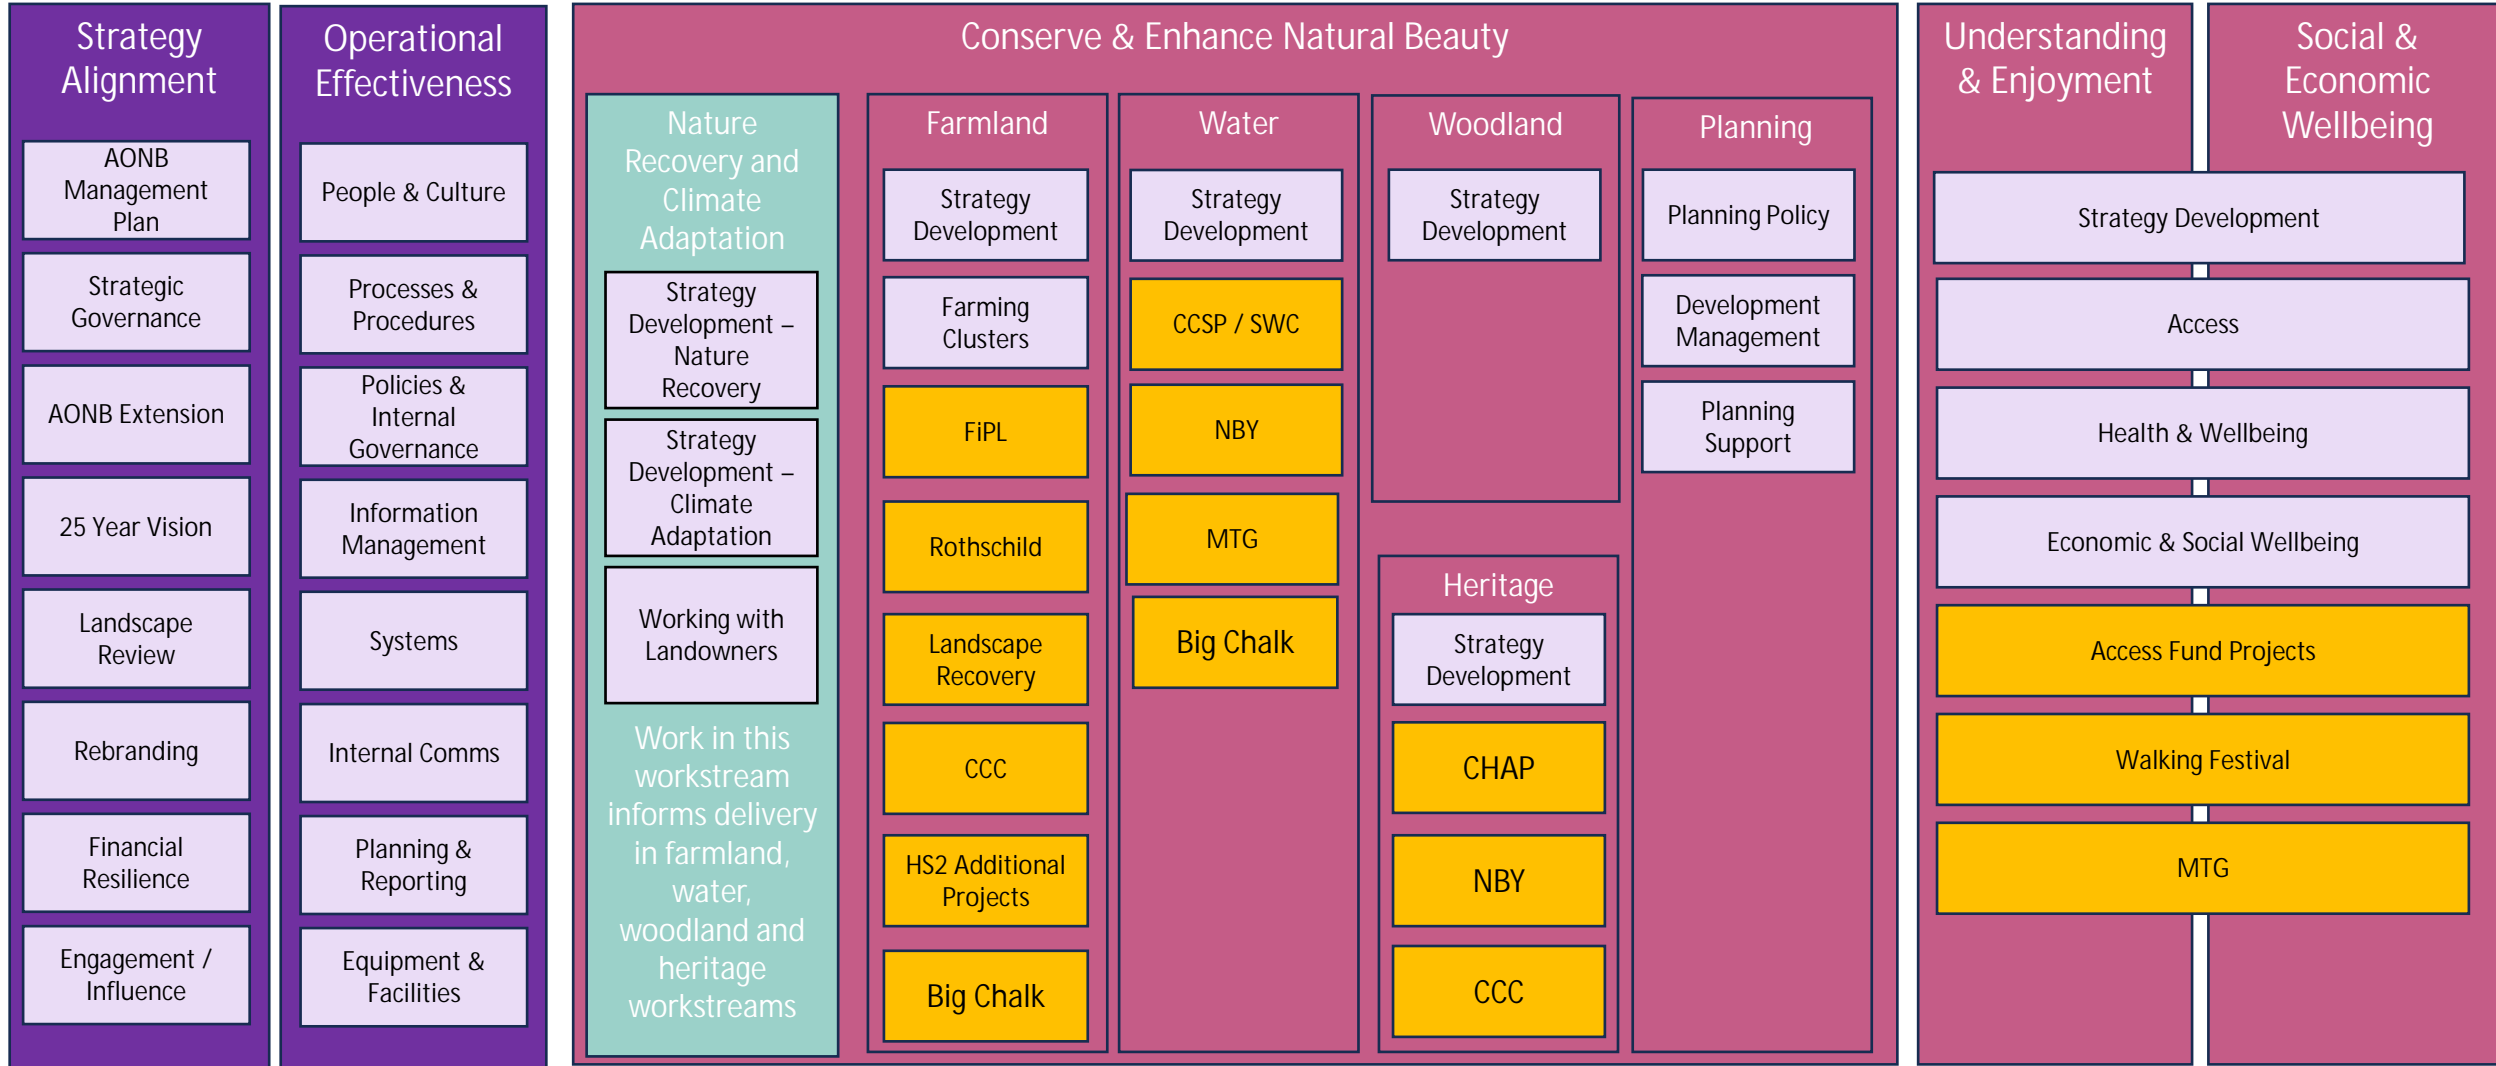 Strategy
Alignment
AONB
Management
Plan
Strategic
Governance
AONB Extension
25 Year Vision
Landscape
Review
Rebranding
Financial
Resilience
Engagement /
Influence
Operational
Effectiveness
People & Culture
Processes &
Procedures
Policies &
Internal
Governance
Information
Management
Systems
Internal Comms
Planning &
Reporting
Equipment &
Facilities
Conserve & Enhance Natural Beauty
Nature
Recovery and
Climate
Adaptation
Strategy
Development –
Nature
Recovery
Strategy
Development –
Climate
Adaptation
Working with
Landowners
Work in this
workstream
informs delivery
in farmland,
water,
woodland and
heritage
workstreams
Farmland
Strategy
Development
Farming
Clusters
FiPL
Rothschild
Landscape
Recovery
CCC
HS2 Additional
Projects
Big Chalk
Water
Strategy
Development
CCSP / SWC
NBY
MTG
Big Chalk
Woodland
Strategy
Development
Heritage
Strategy
Development
CHAP
NBY
CCC
Planning
Planning Policy
Development
Management
Planning
Support
Understanding
& Enjoyment
Social &
Economic
Wellbeing
Strategy Development
Access
Health & Wellbeing
Economic & Social Wellbeing
Access Fund Projects
Walking Festival
MTG